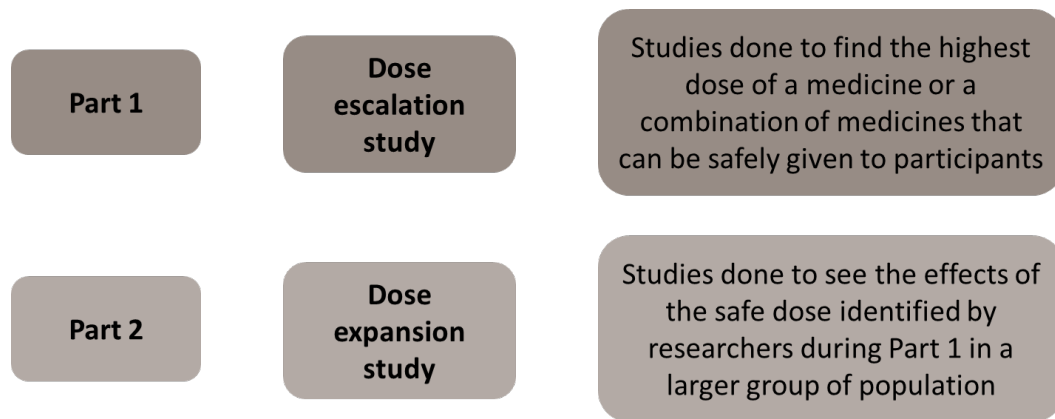 Part 1
Dose
escalation
study
Studies done to find the highest
dose of a medicine or a
combination of medicines that
can be safely given to participants
Part 2
Dose
expansion
study
Studies done to see the effects of
the safe dose identified by
researchers during Part 1 in a
larger group of population